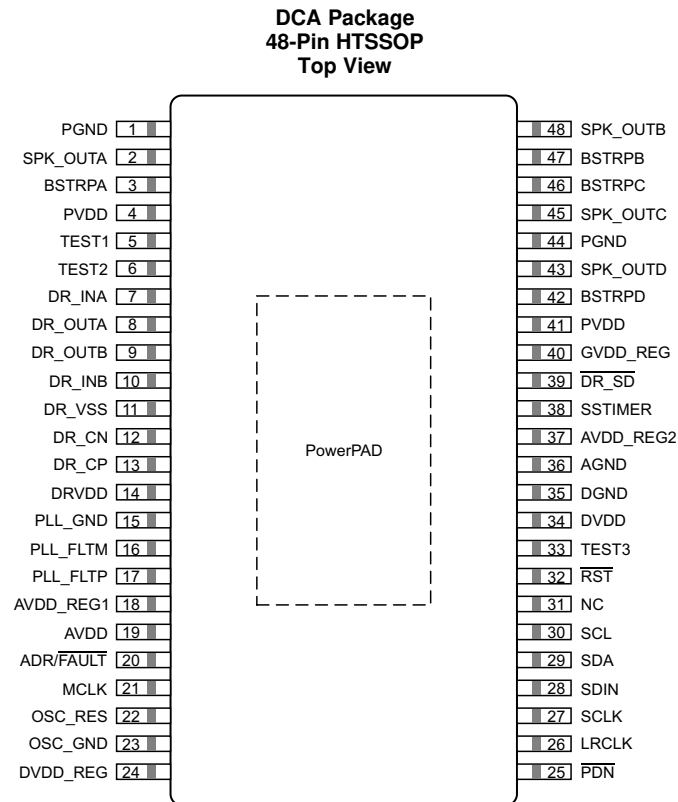 DCA Package
48-Pin HTSSOP
Top View
PGND 1
SPK_OUTA 2
BSTRPA 3
PVDD 4
TEST1 5
TEST2 6
DR_INA 7
DR_OUTA 8
DR_OUTB 9
DR_INB 10
DR_VSS 11
DR_CN 12
DR_CP 13
DRVDD 14
PLL_GND 15
PLL_FLTM 16
PLL_FLTP 17
AVDD_REG1 18
AVDD 19
ADR/FAULT 20
MCLK 21
OSC_RES 22
OSC_GND 23
DVDD_REG 24
PowerPAD
48 SPK_OUTB
47 BSTRPB
46 BSTRPC
45 SPK_OUTC
44 PGND
43 SPK_OUTD
42 BSTRPD
41 PVDD
40 GVDD_REG
39 DR_SD
38 SSTIMER
37 AVDD_REG2
36 AGND
35 DGND
34 DVDD
33 TEST3
32 RST
31 NC
30 SCL
29 SDA
28 SDIN
27 SCLK
26 LRCLK
25 PDN